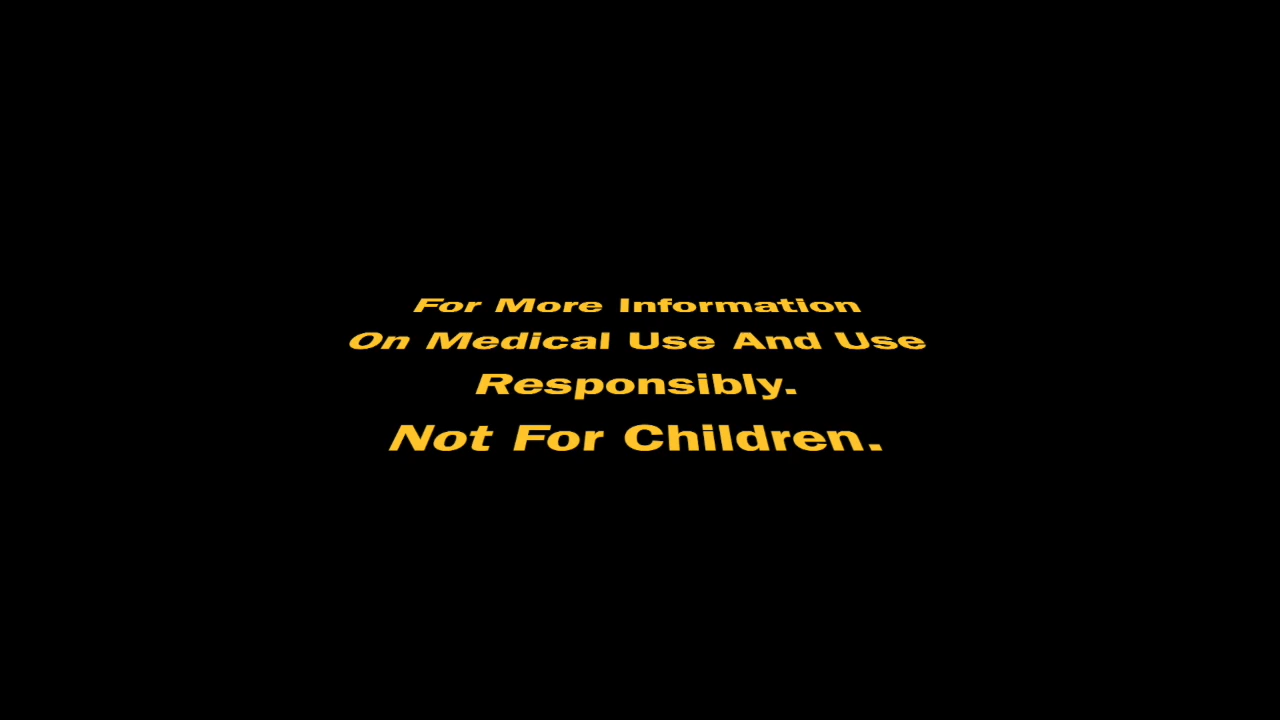 For More Information
On Medical Use And Use
Responsibly.
Not For Children.